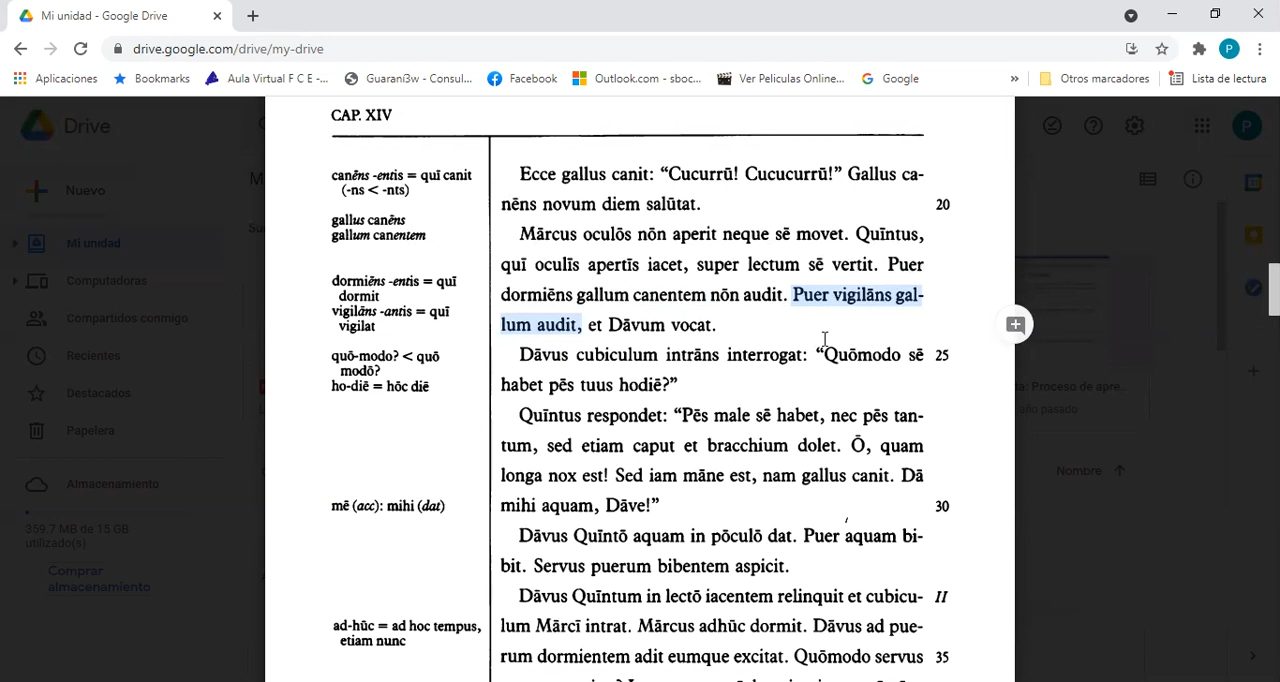 Mi unidad - Google Drive
drive.google.com/drive/my-drive
P
Aplicaciones
Bookmarks
Aula Virtual F C E -...
Guaraní3w - Consul...
Facebook
Outlook.com - sboc...
Ver Peliculas Online...
Google
»
Otros marcadores
Lista de lectura
Drive
P
Nuevo
Mi unidad
Computadoras
Compartidos conmigo
Recientes
Destacados
Papelera
Almacenamiento
359.7 MB de 15 GB
utilizado(s)
Comprar
almacenamiento
Nombre
año pasado
CAP. XIV
canēns -entis = quī canit
(-ns < -nts)
gallus canēns
gallum canentem
dormiēns -entis = quī
dormit
vigilāns -antis = quī
vigilat
quō-modo? < quō
modō?
ho-diē = hōc diē
mē (acc): mihi (dat)
ad-hūc = ad hoc tempus,
etiam nunc
Ecce gallus canit: “Cucurrū! Cucucurrū!” Gallus ca-
nēns novum diem salūtat. 20
Mārcus oculōs nōn aperit neque sē movet. Quīntus,
quī oculīs apertīs iacet, super lectum sē vertit. Puer
dormiēns gallum canentem nōn audit. Puer vigilāns gal-
lum audit, et Dāvum vocat.
Dāvus cubiculum intrāns interrogat: “Quōmodo sē 25
habet pēs tuus hodiē?”
Quīntus respondet: “Pēs male sē habet, nec pēs tan-
tum, sed etiam caput et bracchium dolet. Ō, quam
longa nox est! Sed iam māne est, nam gallus canit. Dā
mihi aquam, Dāve!” 30
Dāvus Quīntō aquam in pōculō dat. Puer aquam bi-
bit. Servus puerum bibentem aspicit.
Dāvus Quīntum in lectō iacentem relinquit et cubicu- II
lum Mārcī intrat. Mārcus adhūc dormit. Dāvus ad pue-
rum dormientem adit eumque excitat. Quōmodo servus 35